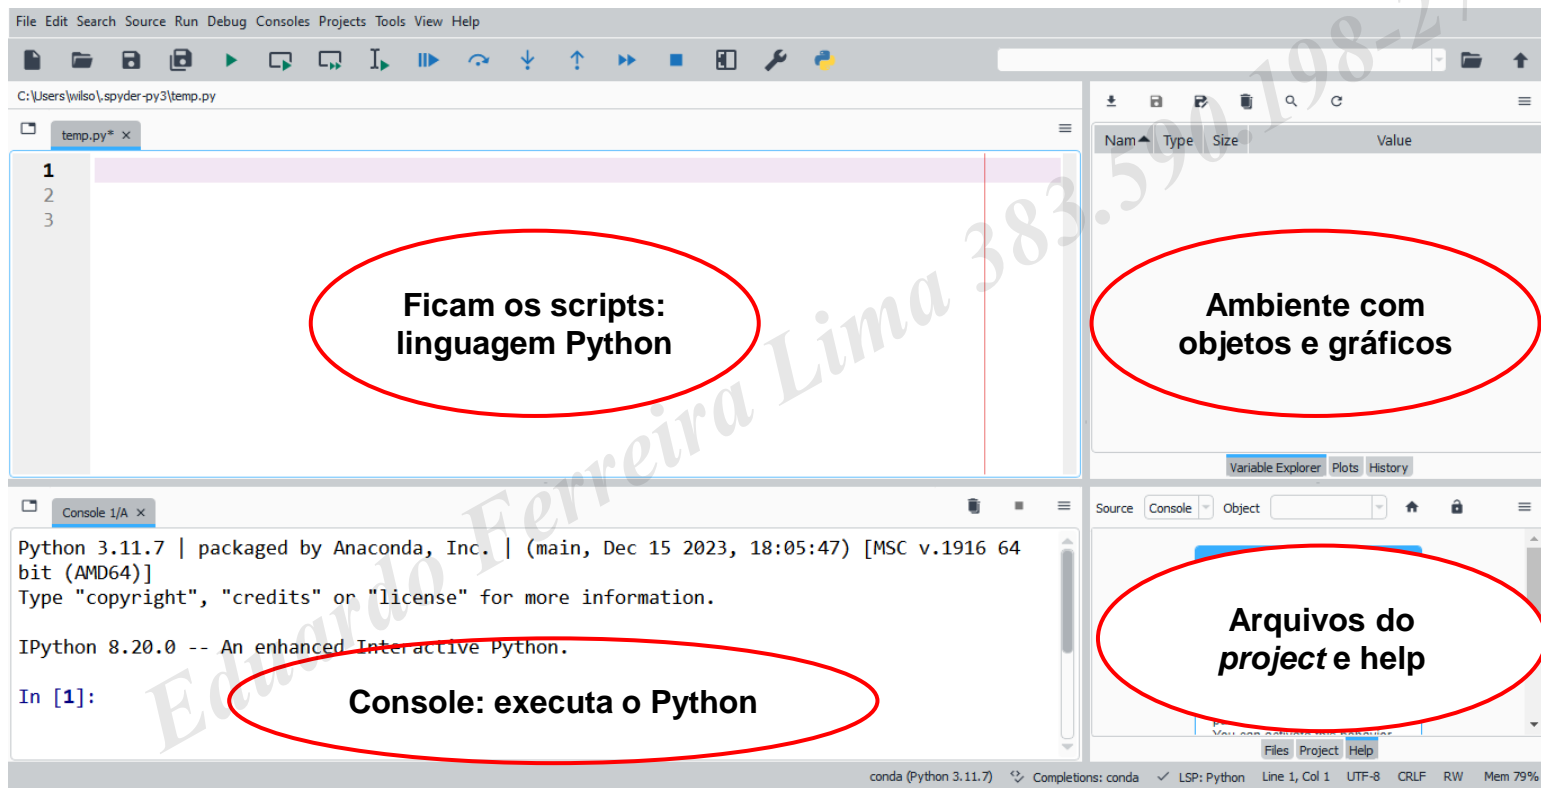 File Edit Search Source Run Debug Consoles Projects Tools View Help
C:\Users\wilso\.spyder-py3\temp.py
temp.py*
1
2
3
Ficam os scripts:
linguagem Python
Nam Type Size Value
Ambiente com
objetos e gráficos
Variable Explorer Plots History
Console 1/A
Python 3.11.7 | packaged by Anaconda, Inc. | (main, Dec 15 2023, 18:05:47) [MSC v.1916 64
bit (AMD64)]
Type "copyright", "credits" or "license" for more information.
IPython 8.20.0 -- An enhanced Interactive Python.
In [1]:
Console: executa o Python
Source Console Object
Arquivos do
project e help
Files Project Help
conda (Python 3.11.7) Completions: conda LSP: Python Line 1, Col 1 UTF-8 CRLF RW Mem 79%
Eduardo Ferreira Lima 383.590.198-27